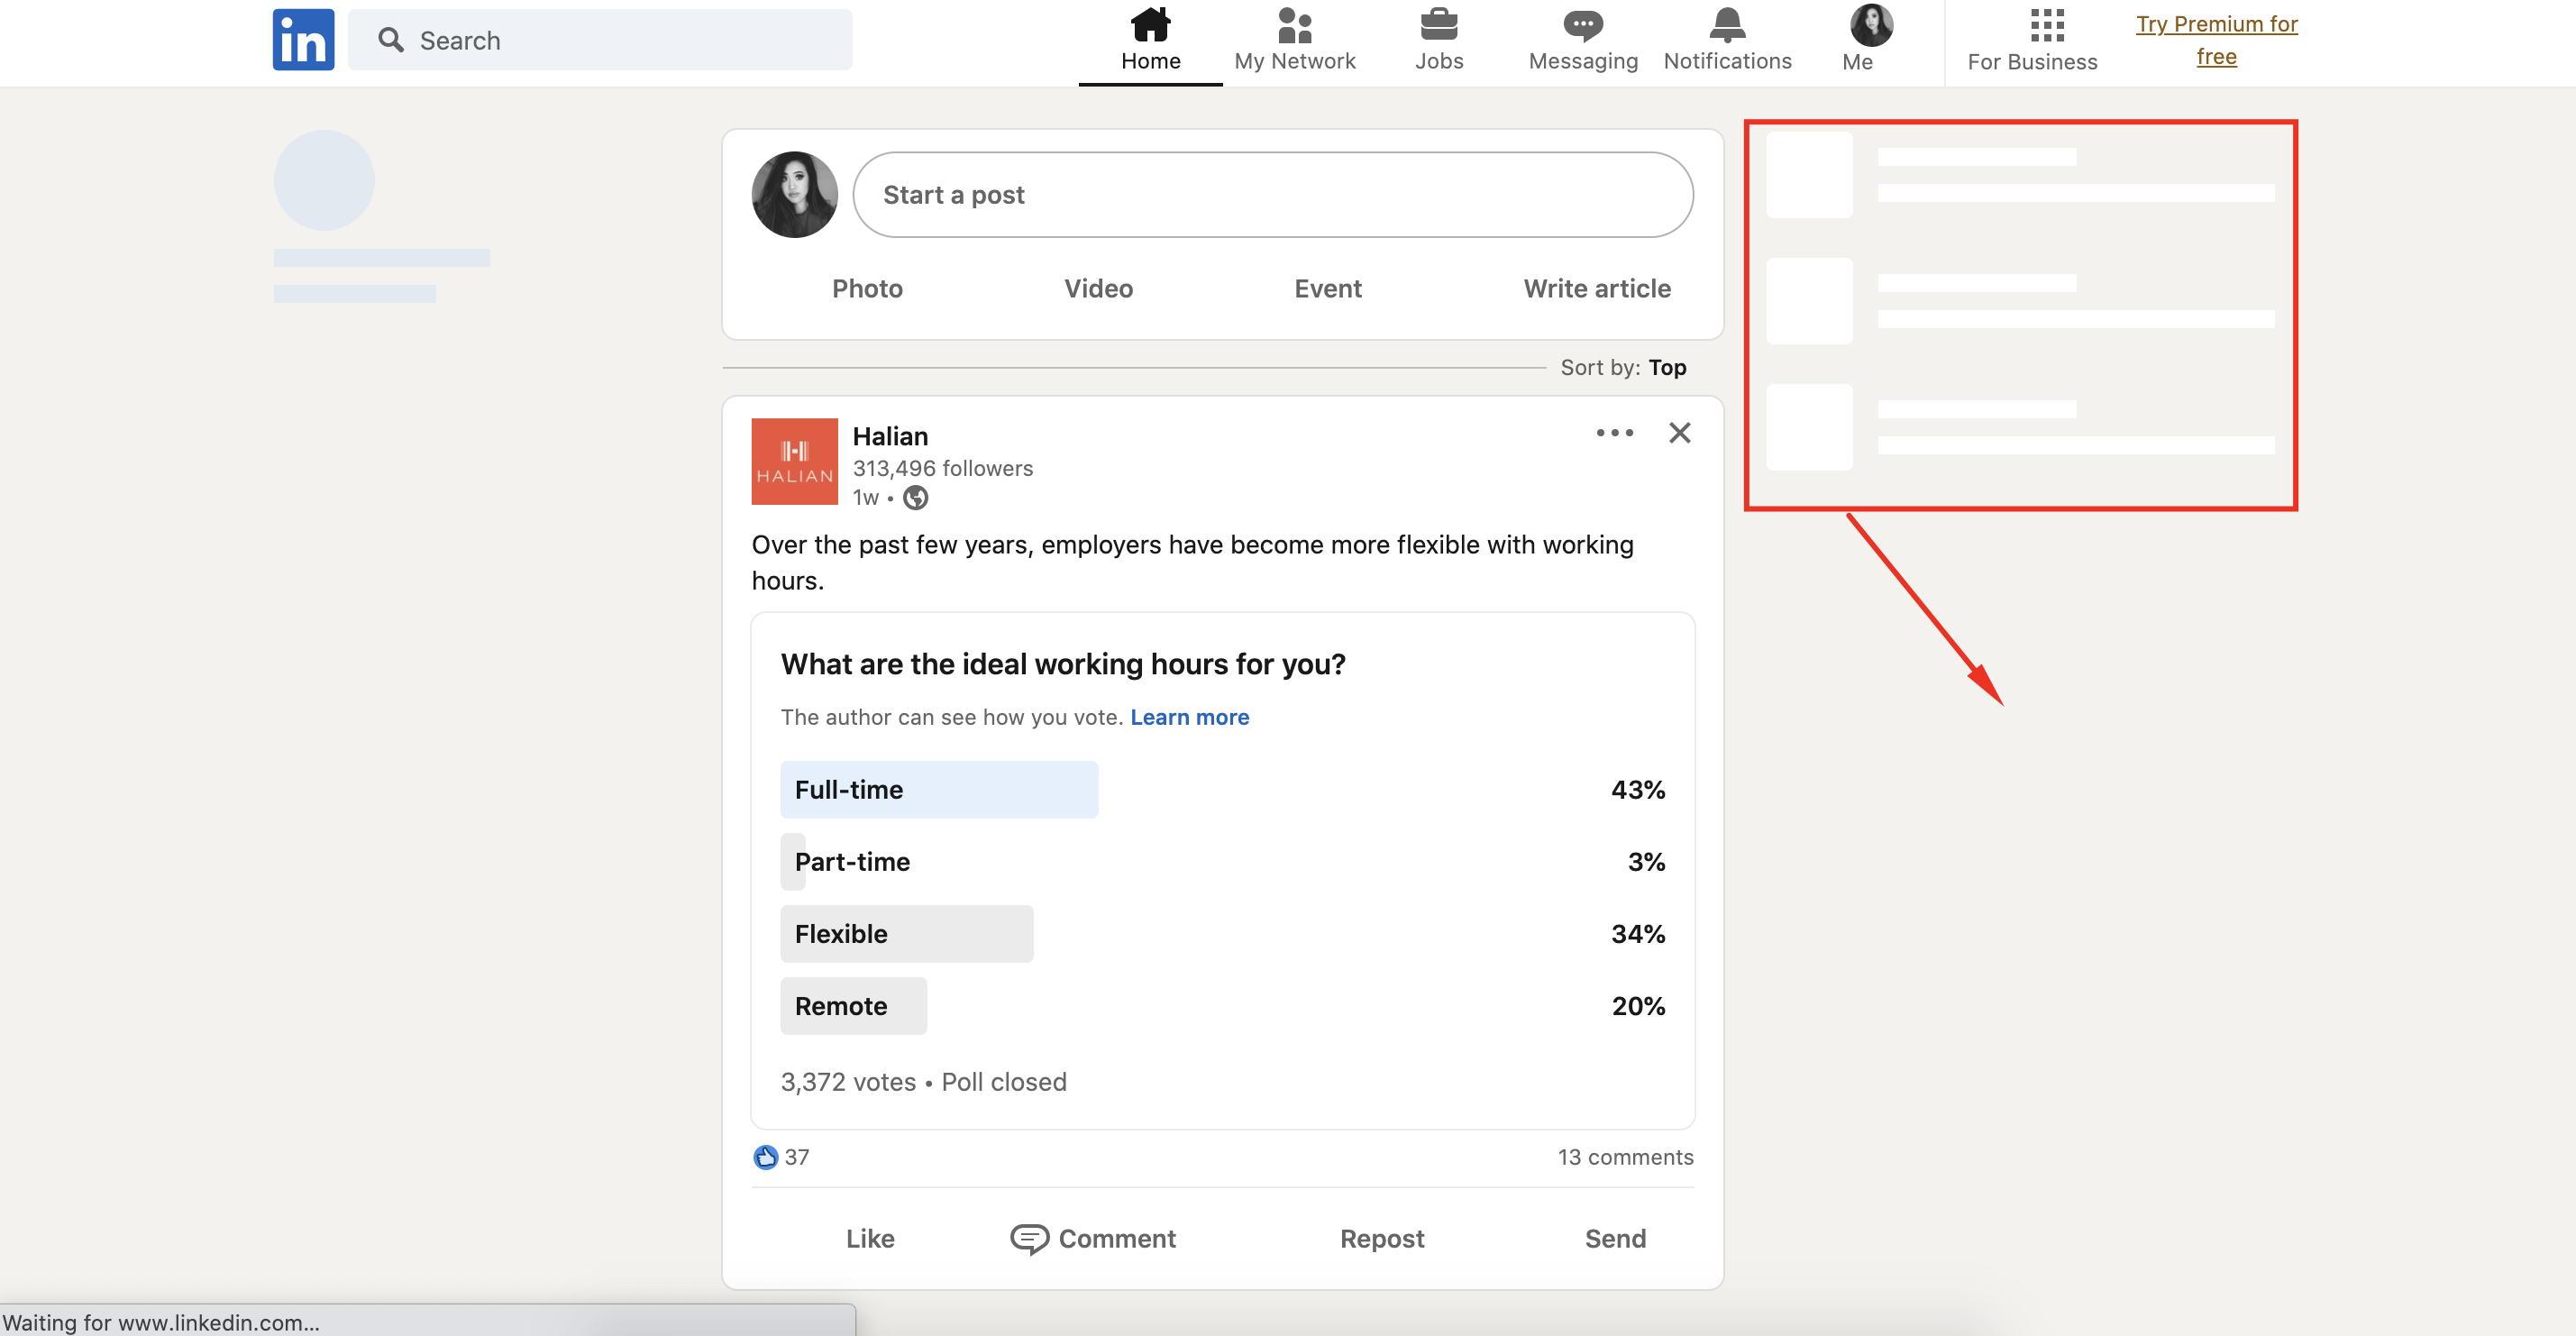 in
Search
Home
My Network
Jobs
Messaging
Notifications
Me
For Business
Try Premium for
free
Start a post
Photo
Video
Event
Write article
Sort by: Top
HALIAN
Halian
313,496 followers
1w •
Over the past few years, employers have become more flexible with working
hours.
What are the ideal working hours for you?
The author can see how you vote. Learn more
Full-time 43%
Part-time 3%
Flexible 34%
Remote 20%
3,372 votes • Poll closed
37
13 comments
Like
Comment
Repost
Send
Waiting for www.linkedin.com...